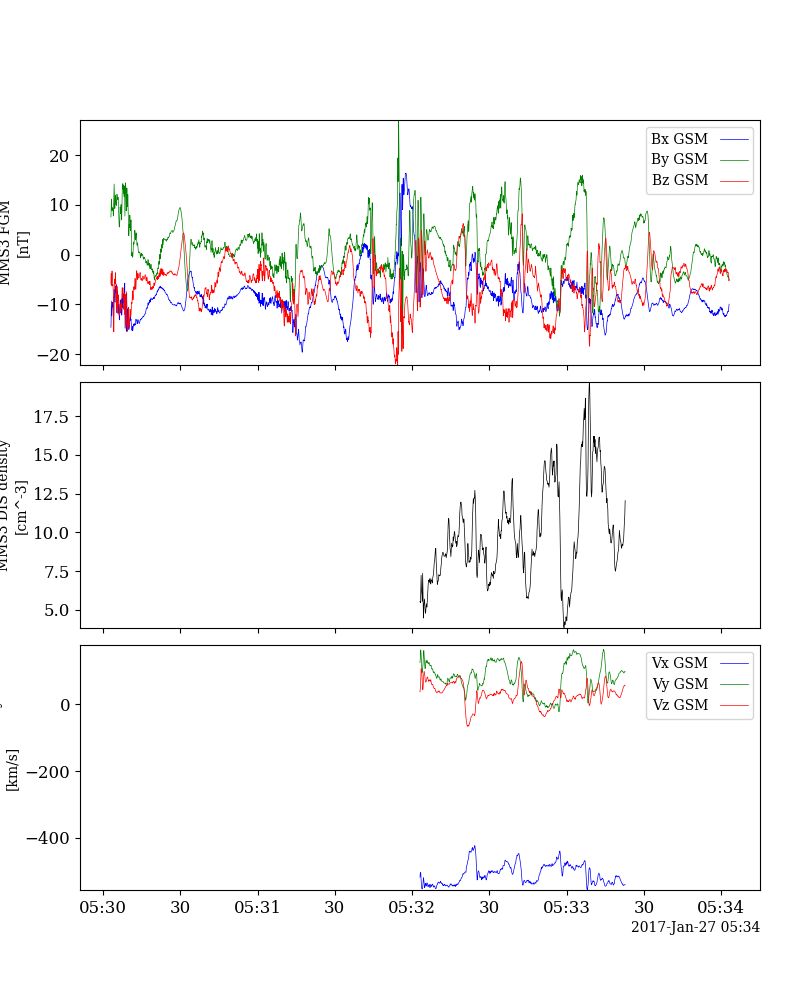 MMS3 FGM
[nT]
20
10
0
−10
−20
Bx GSM
By GSM
Bz GSM
MMS3 DIS density
[cm^-3]
17.5
15.0
12.5
10.0
7.5
5.0
[km/s]
0
−200
−400
Vx GSM
Vy GSM
Vz GSM
05:30 30 05:31 30 05:32 30 05:33 30 05:34
2017-Jan-27 05:34